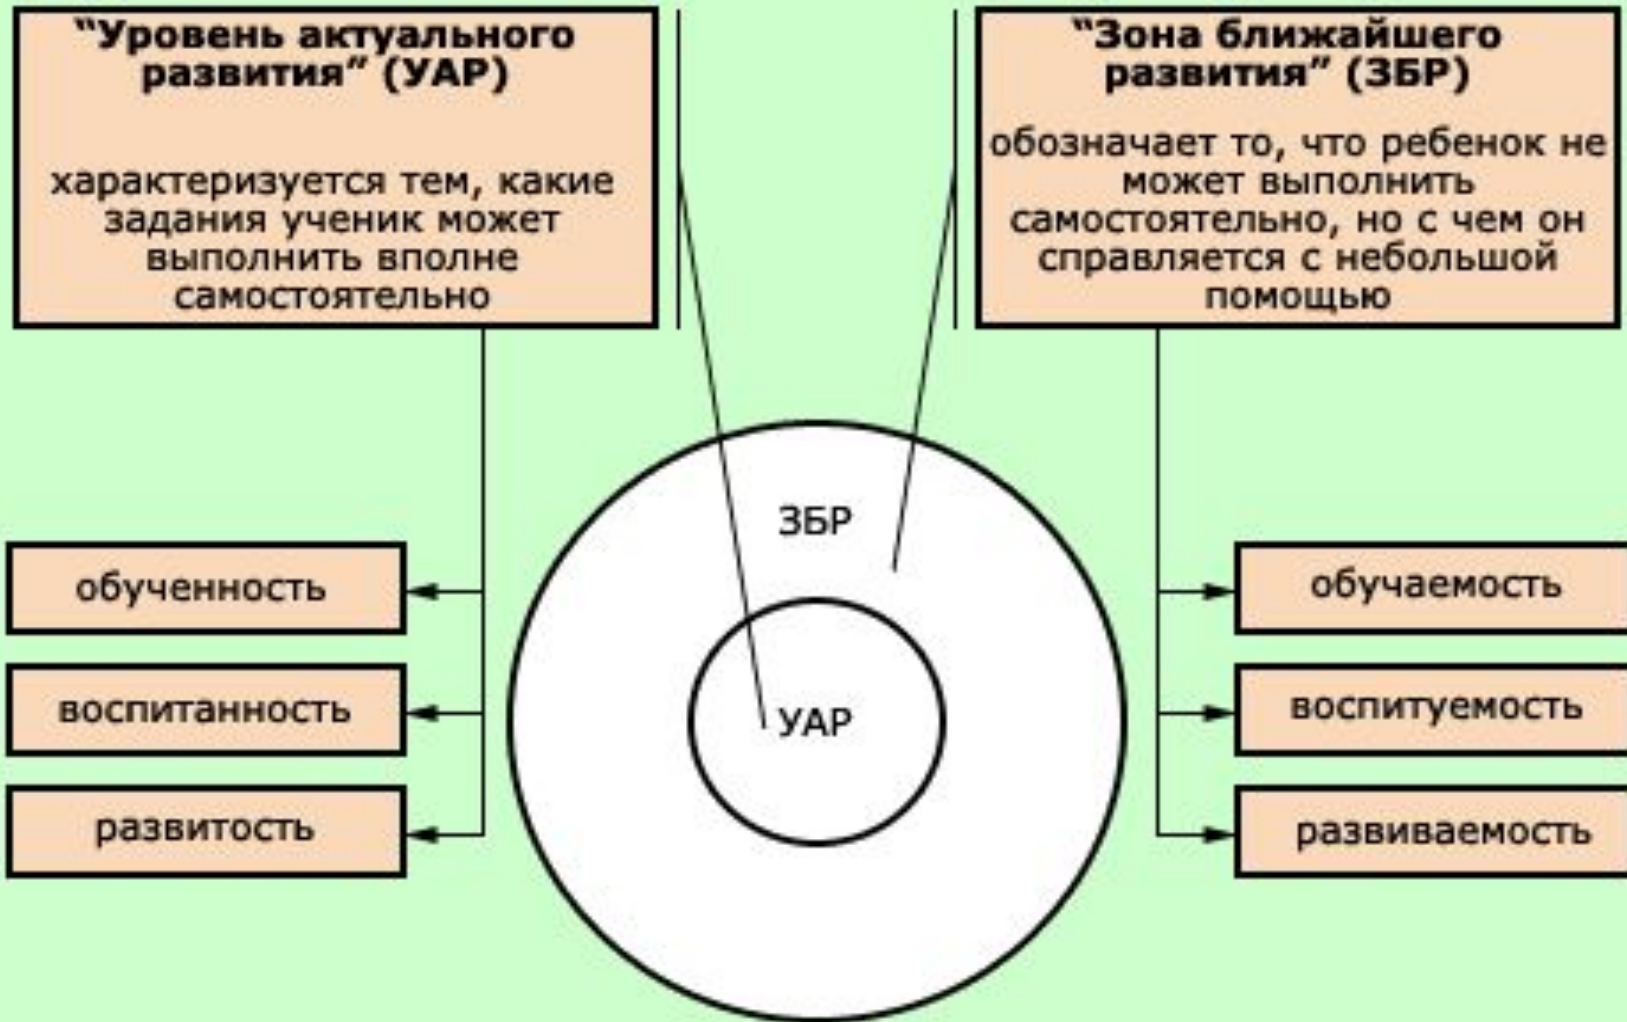 “Уровень актуального
развития” (УАР)
характеризуется тем, какие
задания ученик может
выполнить вполне
самостоятельно
“Зона ближайшего
развития” (ЗБР)
обозначает то, что ребенок не
может выполнить
самостоятельно, но с чем он
справляется с небольшой
помощью
ЗБР
УАР
обученность
воспитанность
развитость
обучаемость
воспитуемость
развиваемость